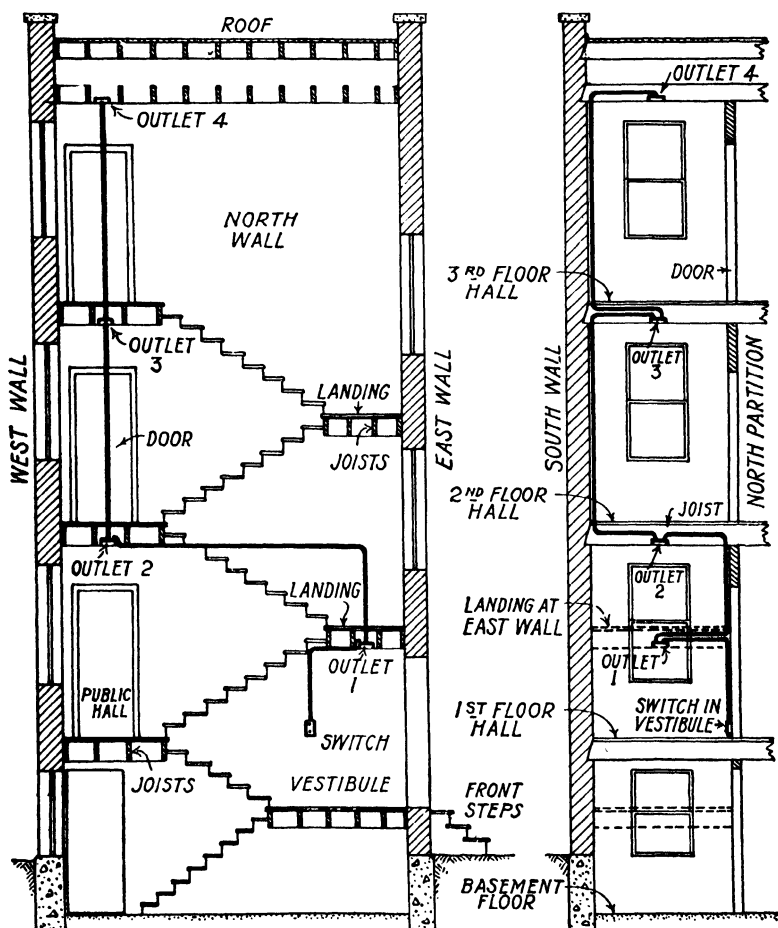 ROOF
OUTLET 4
NORTH
WALL
OUTLET
3
LANDING
JOISTS
DOOR
WEST WALL
EAST WALL
OUTLET 2
LANDING
OUTLET
1
PUBLIC
HALL
SWITCH
JOISTS
VESTIBULE
FRONT
STEPS
OUTLET 4
3RD FLOOR
HALL
DOOR
OUTLET
3
SOUTH WALL
NORTH PARTITION
2ND FLOOR
HALL
JOIST
OUTLET
2
LANDING AT
EAST WALL
OUTLET
1
SWITCH IN
VESTIBULE
1ST FLOOR
HALL
BASEMENT
FLOOR